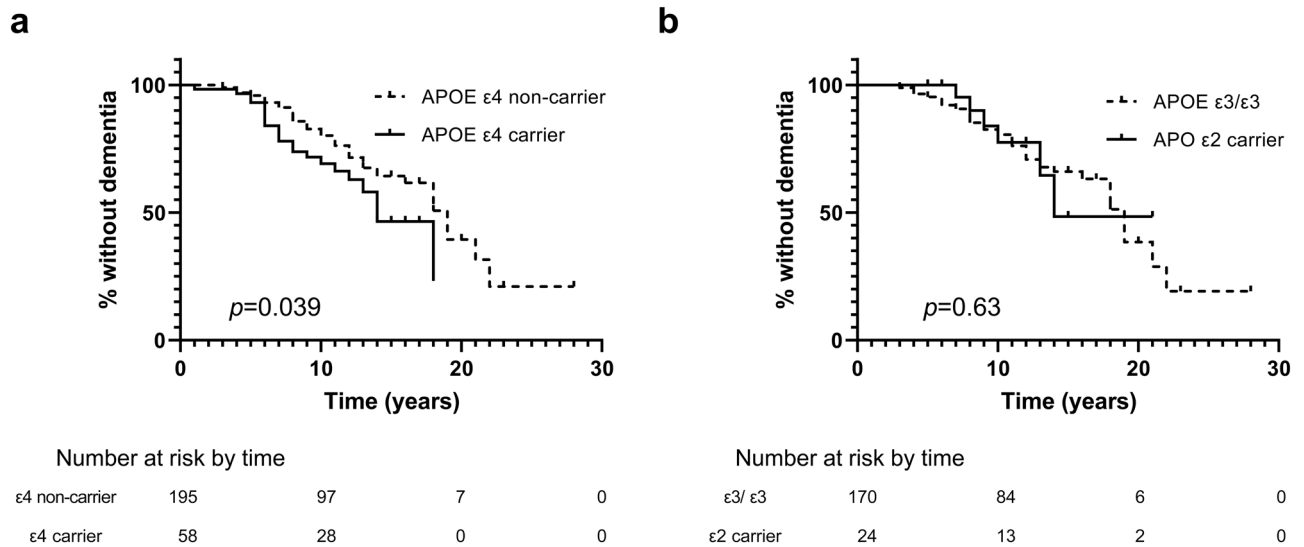 a
100
50
0
% without dementia
APOE ε4 non-carrier
APOE ε4 carrier
p=0.039
0 10 20 30
Time (years)
Number at risk by time
ε4 non-carrier 195 97 7 0
ε4 carrier 58 28 0 0
b
100
50
0
% without dementia
APOE ε3/ε3
APO ε2 carrier
p=0.63
0 10 20 30
Time (years)
Number at risk by time
ε3/ ε3 170 84 6 0
ε2 carrier 24 13 2 0